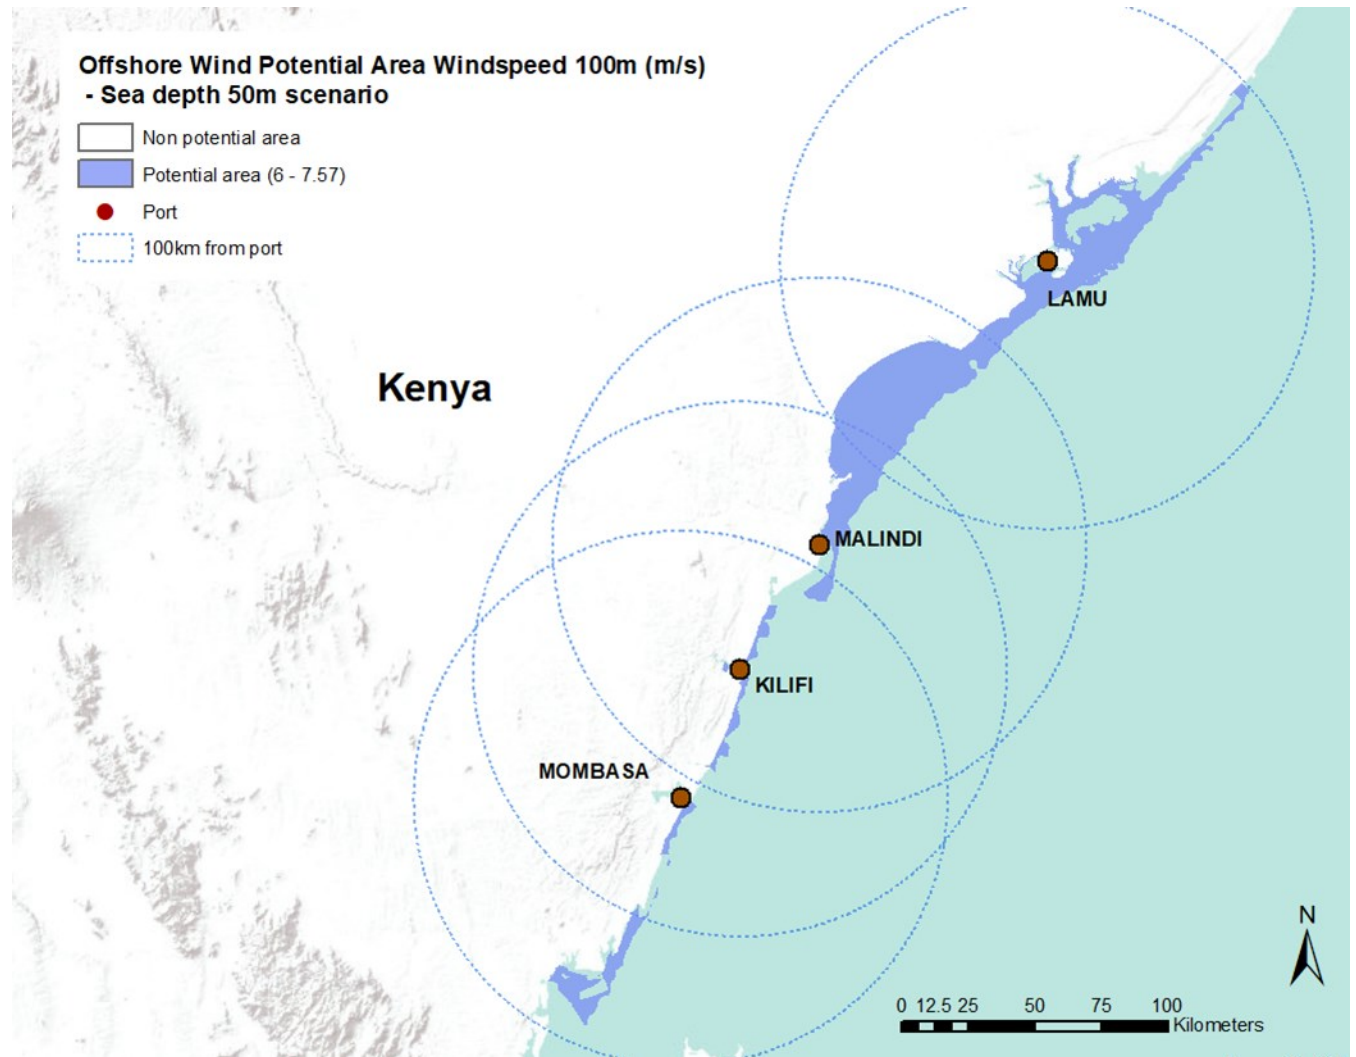 Offshore Wind Potential Area Windspeed 100m (m/s)
- Sea depth 50m scenario
Non potential area
Potential area (6 - 7.57)
Port
100km from port
LAMU
Kenya
MALINDI
KILIFI
MOMBASA
N
0 12.5 25 50 75 100
Kilometers